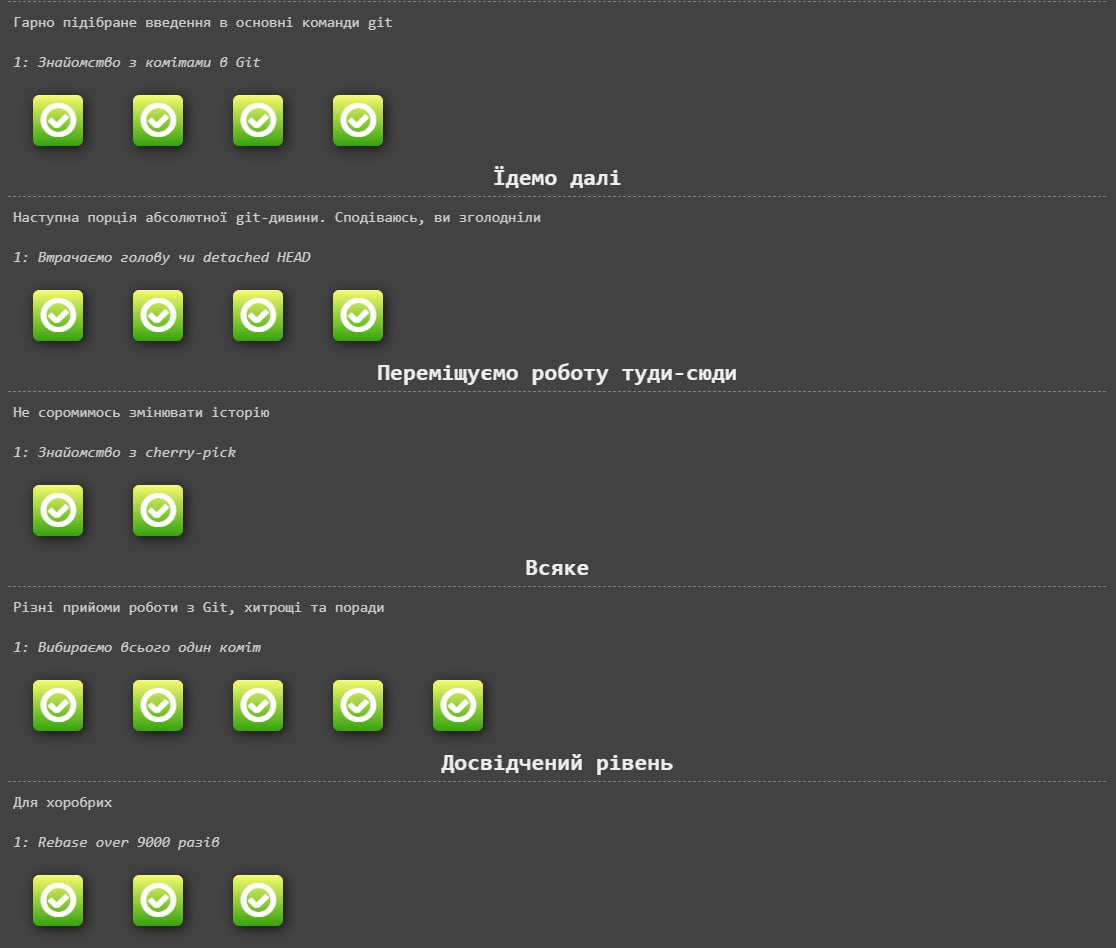 Гарно підібране введення в основні команди git
1: Знайомство з комітами в Git
Їдемо далі
Наступна порція абсолютної git-дивини. Сподіваюсь, ви зголодніли
1: Втрачаємо голову чи detached HEAD
Переміщуємо роботу туди-сюди
Не соромимось змінювати історію
1: Знайомство з cherry-pick
Всяке
Різні прийоми роботи з Git, хитрощі та поради
1: Вибираємо всього один коміт
Досвідчений рівень
Для хоробрих
1: Rebase over 9000 разів